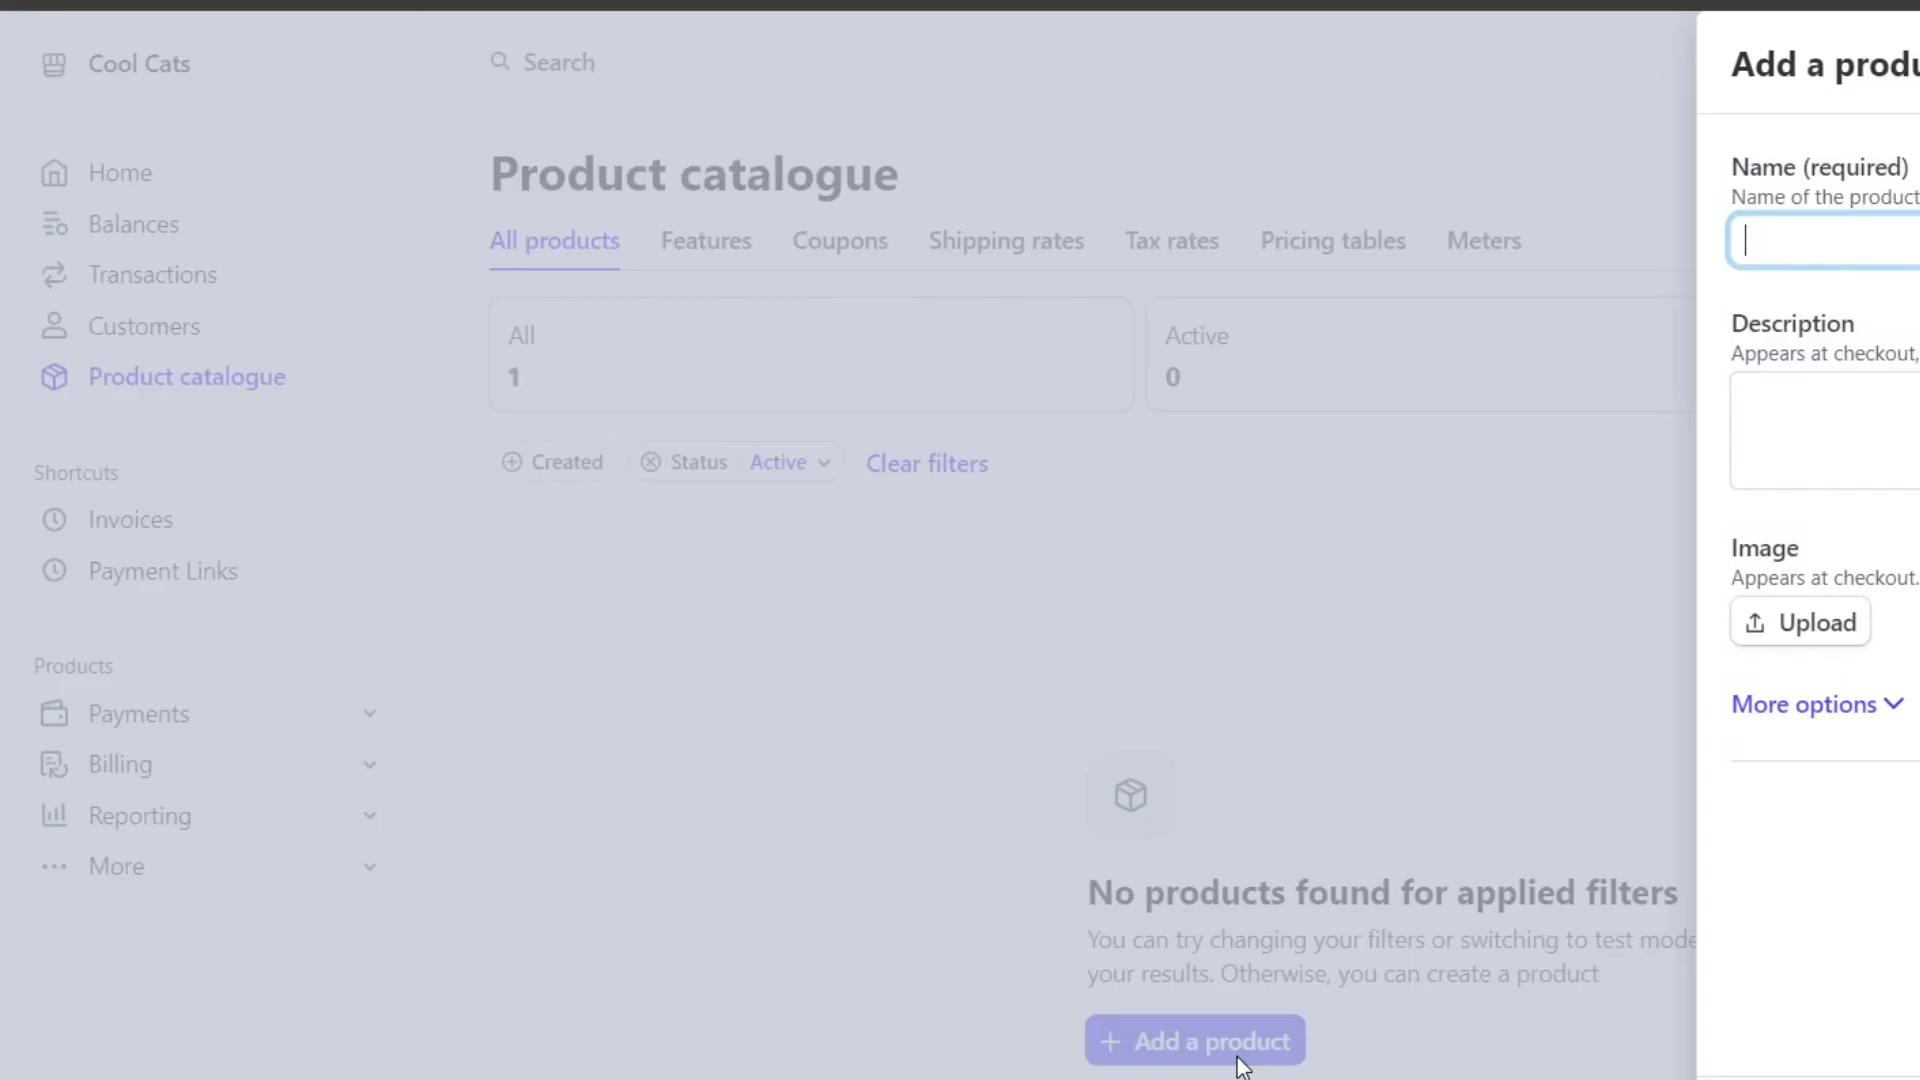 Cool Cats
Search
Home
Balances
Transactions
Customers
Product catalogue
Shortcuts
Invoices
Payment Links
Products
Payments
Billing
Reporting
More
Product catalogue
All products Features Coupons Shipping rates Tax rates Pricing tables Meters
All
1
Active
0
Created Status Active Clear filters
No products found for applied filters
You can try changing your filters or switching to test mode
your results. Otherwise, you can create a product
Add a product
Add a produ
Name (required)
Name of the product
Description
Appears at checkout,
Image
Appears at checkout.
Upload
More options